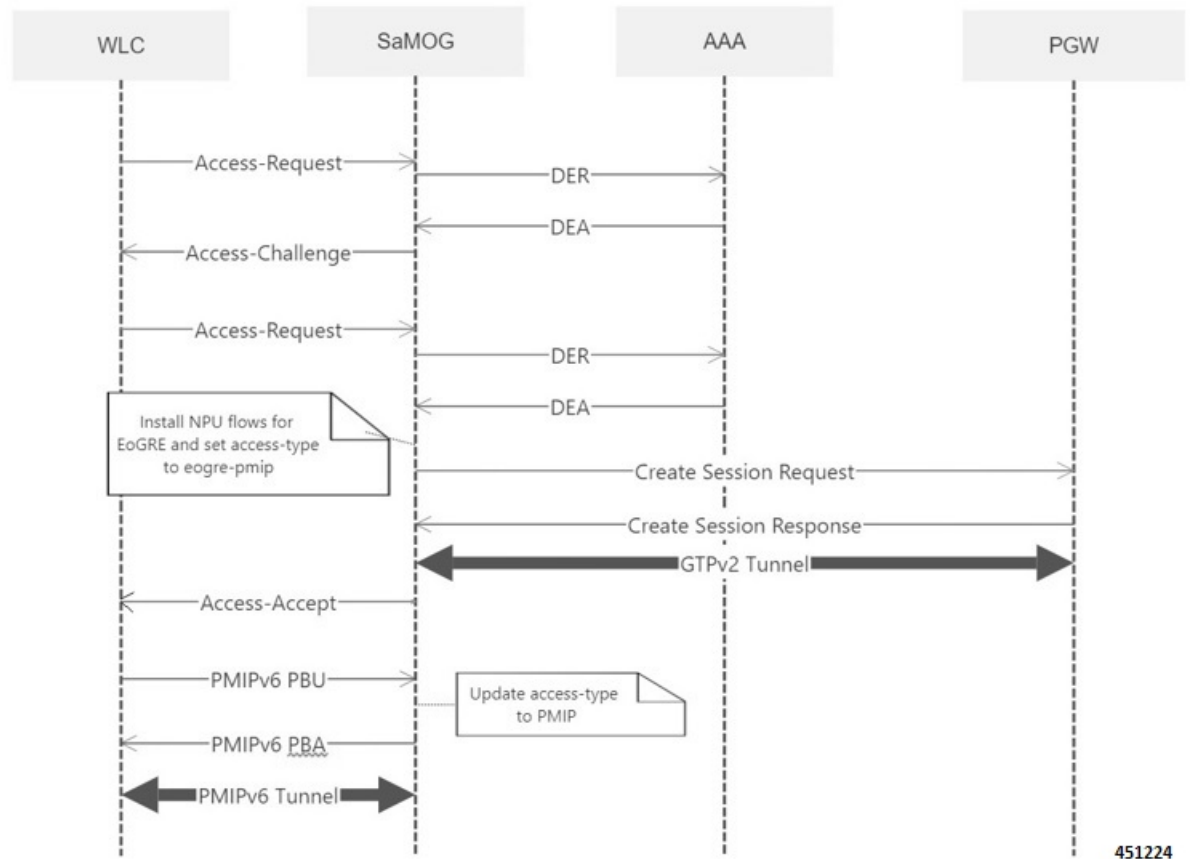 WLC
SaMOG
AAA
PGW
Access-Request
DER
DEA
Access-Challenge
Access-Request
DER
DEA
Install NPU flows for
EoGRE and set access-type
to eogre-pmip
Create Session Request
Create Session Response
GTPv2 Tunnel
Access-Accept
PMIPv6 PBU
Update access-type
to PMIP
PMIPv6 PBA
PMIPv6 Tunnel
451224